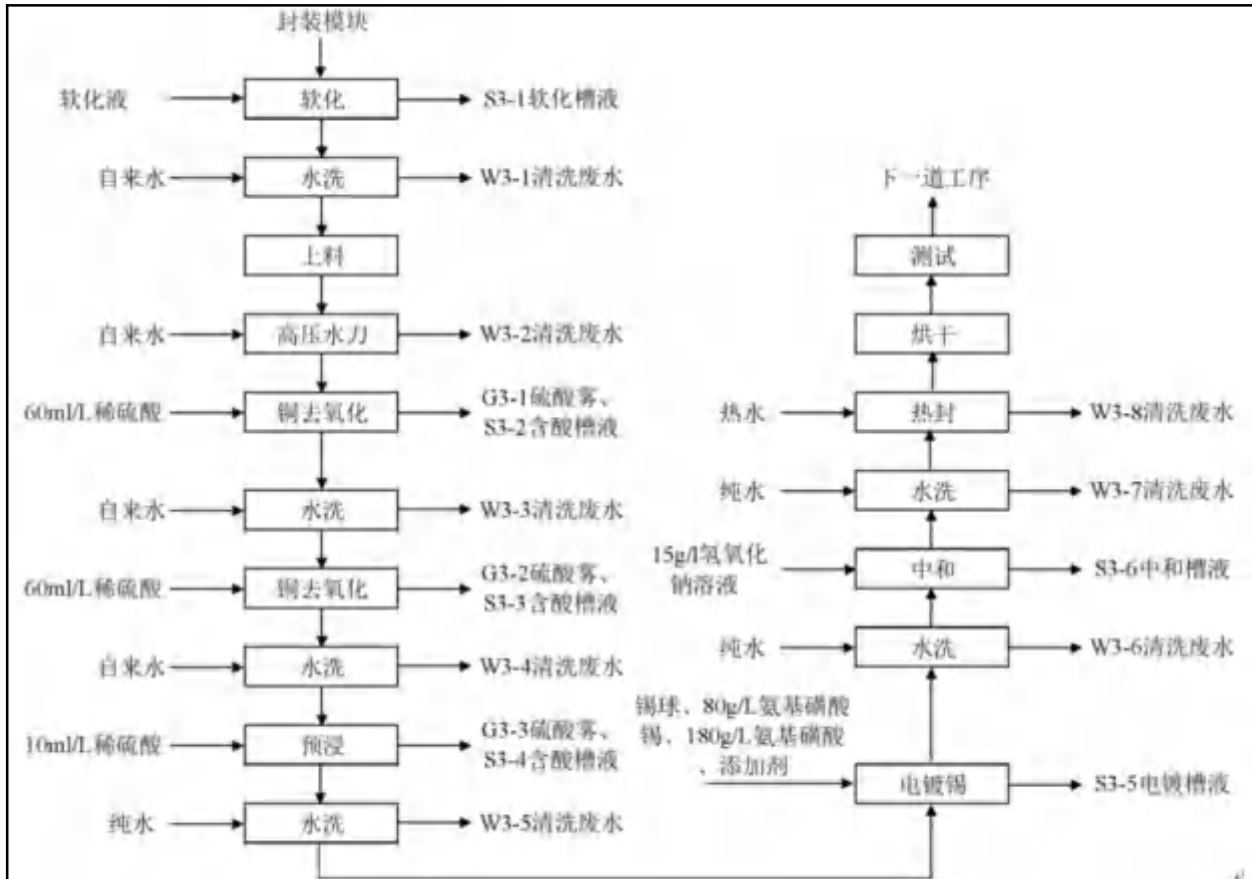 封装模块
软化液
软化
S3-1软化槽液
自来水
水洗
W3-1清洗废水
上料
自来水
高压水刀
W3-2清洗废水
60ml/L稀硫酸
铜去氧化
G3-1硫酸雾、
S3-2含酸槽液
自来水
水洗
W3-3清洗废水
60ml/L稀硫酸
铜去氧化
G3-2硫酸雾、
S3-3含酸槽液
自来水
水洗
W3-4清洗废水
10ml/L稀硫酸
预浸
G3-3硫酸雾、
S3-4含酸槽液
纯水
水洗
W3-5清洗废水
下一道工序
测试
烘干
热水
热封
W3-8清洗废水
纯水
水洗
W3-7清洗废水
15g/l氢氧化
钠溶液
中和
S3-6中和槽液
纯水
水洗
W3-6清洗废水
锡球、80g/L氨基磺酸
锡、180g/L氨基磺酸
、添加剂
电镀锡
S3-5电镀槽液